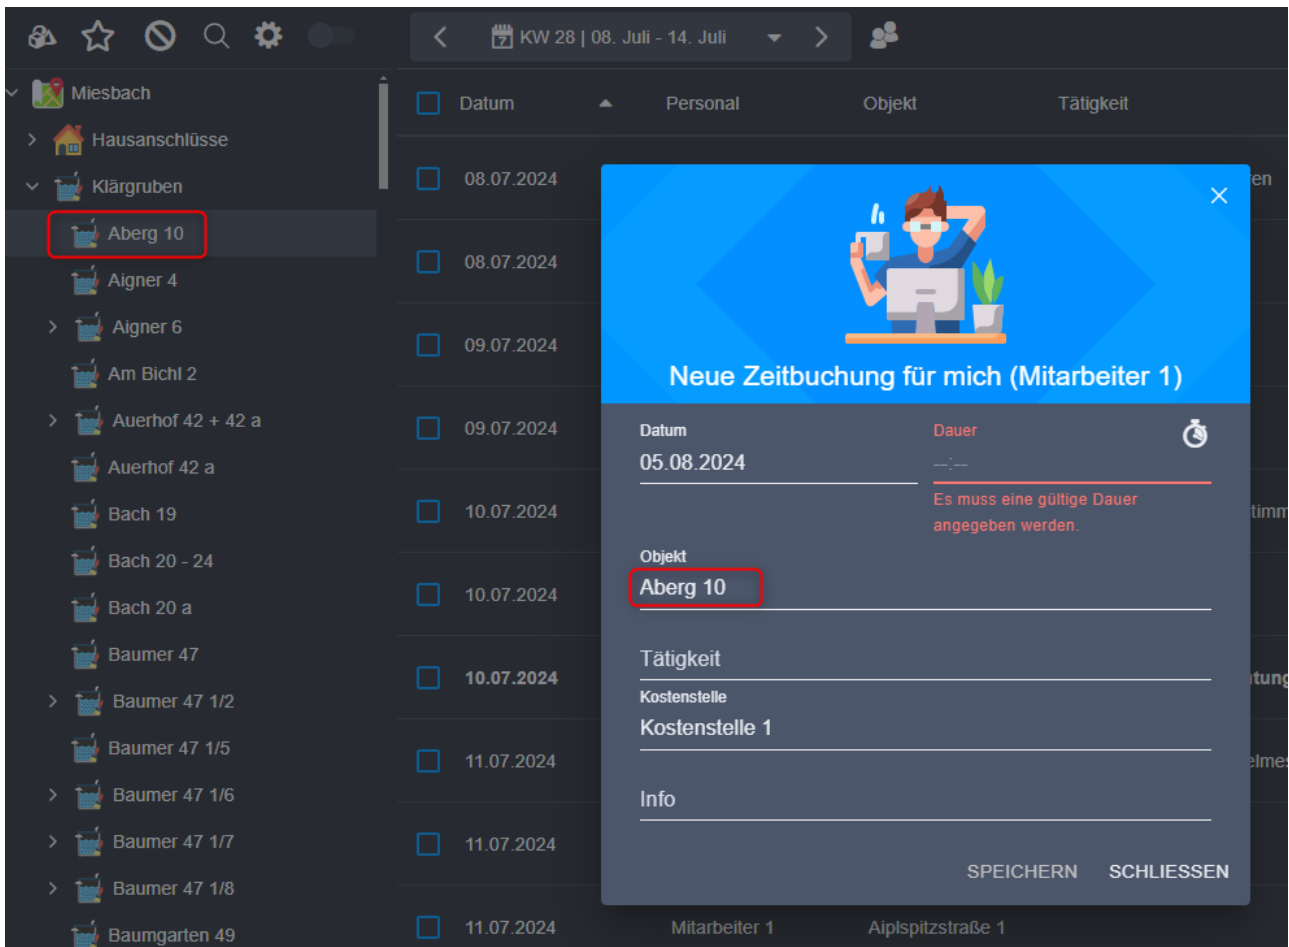 KW 28 | 08. Juli - 14. Juli
Miesbach
Hausanschlüsse
Klärgruben
Aberg 10
Aigner 4
Aigner 6
Am Bichl 2
Auerhof 42 + 42 a
Auerhof 42 a
Bach 19
Bach 20 - 24
Bach 20 a
Baumer 47
Baumer 47 1/2
Baumer 47 1/5
Baumer 47 1/6
Baumer 47 1/7
Baumer 47 1/8
Baumgarten 49
Datum Personal Objekt Tätigkeit
08.07.2024 ren
08.07.2024
09.07.2024
09.07.2024
10.07.2024 timm
10.07.2024
10.07.2024 tung
11.07.2024 elmes
11.07.2024
11.07.2024 Mitarbeiter 1 Aiplspitzstraße 1
Neue Zeitbuchung für mich (Mitarbeiter 1)
Datum Dauer
05.08.2024 --:--
Es muss eine gültige Dauer
angegeben werden.
Objekt
Aberg 10
Tätigkeit
Kostenstelle
Kostenstelle 1
Info
SPEICHERN SCHLIESSEN